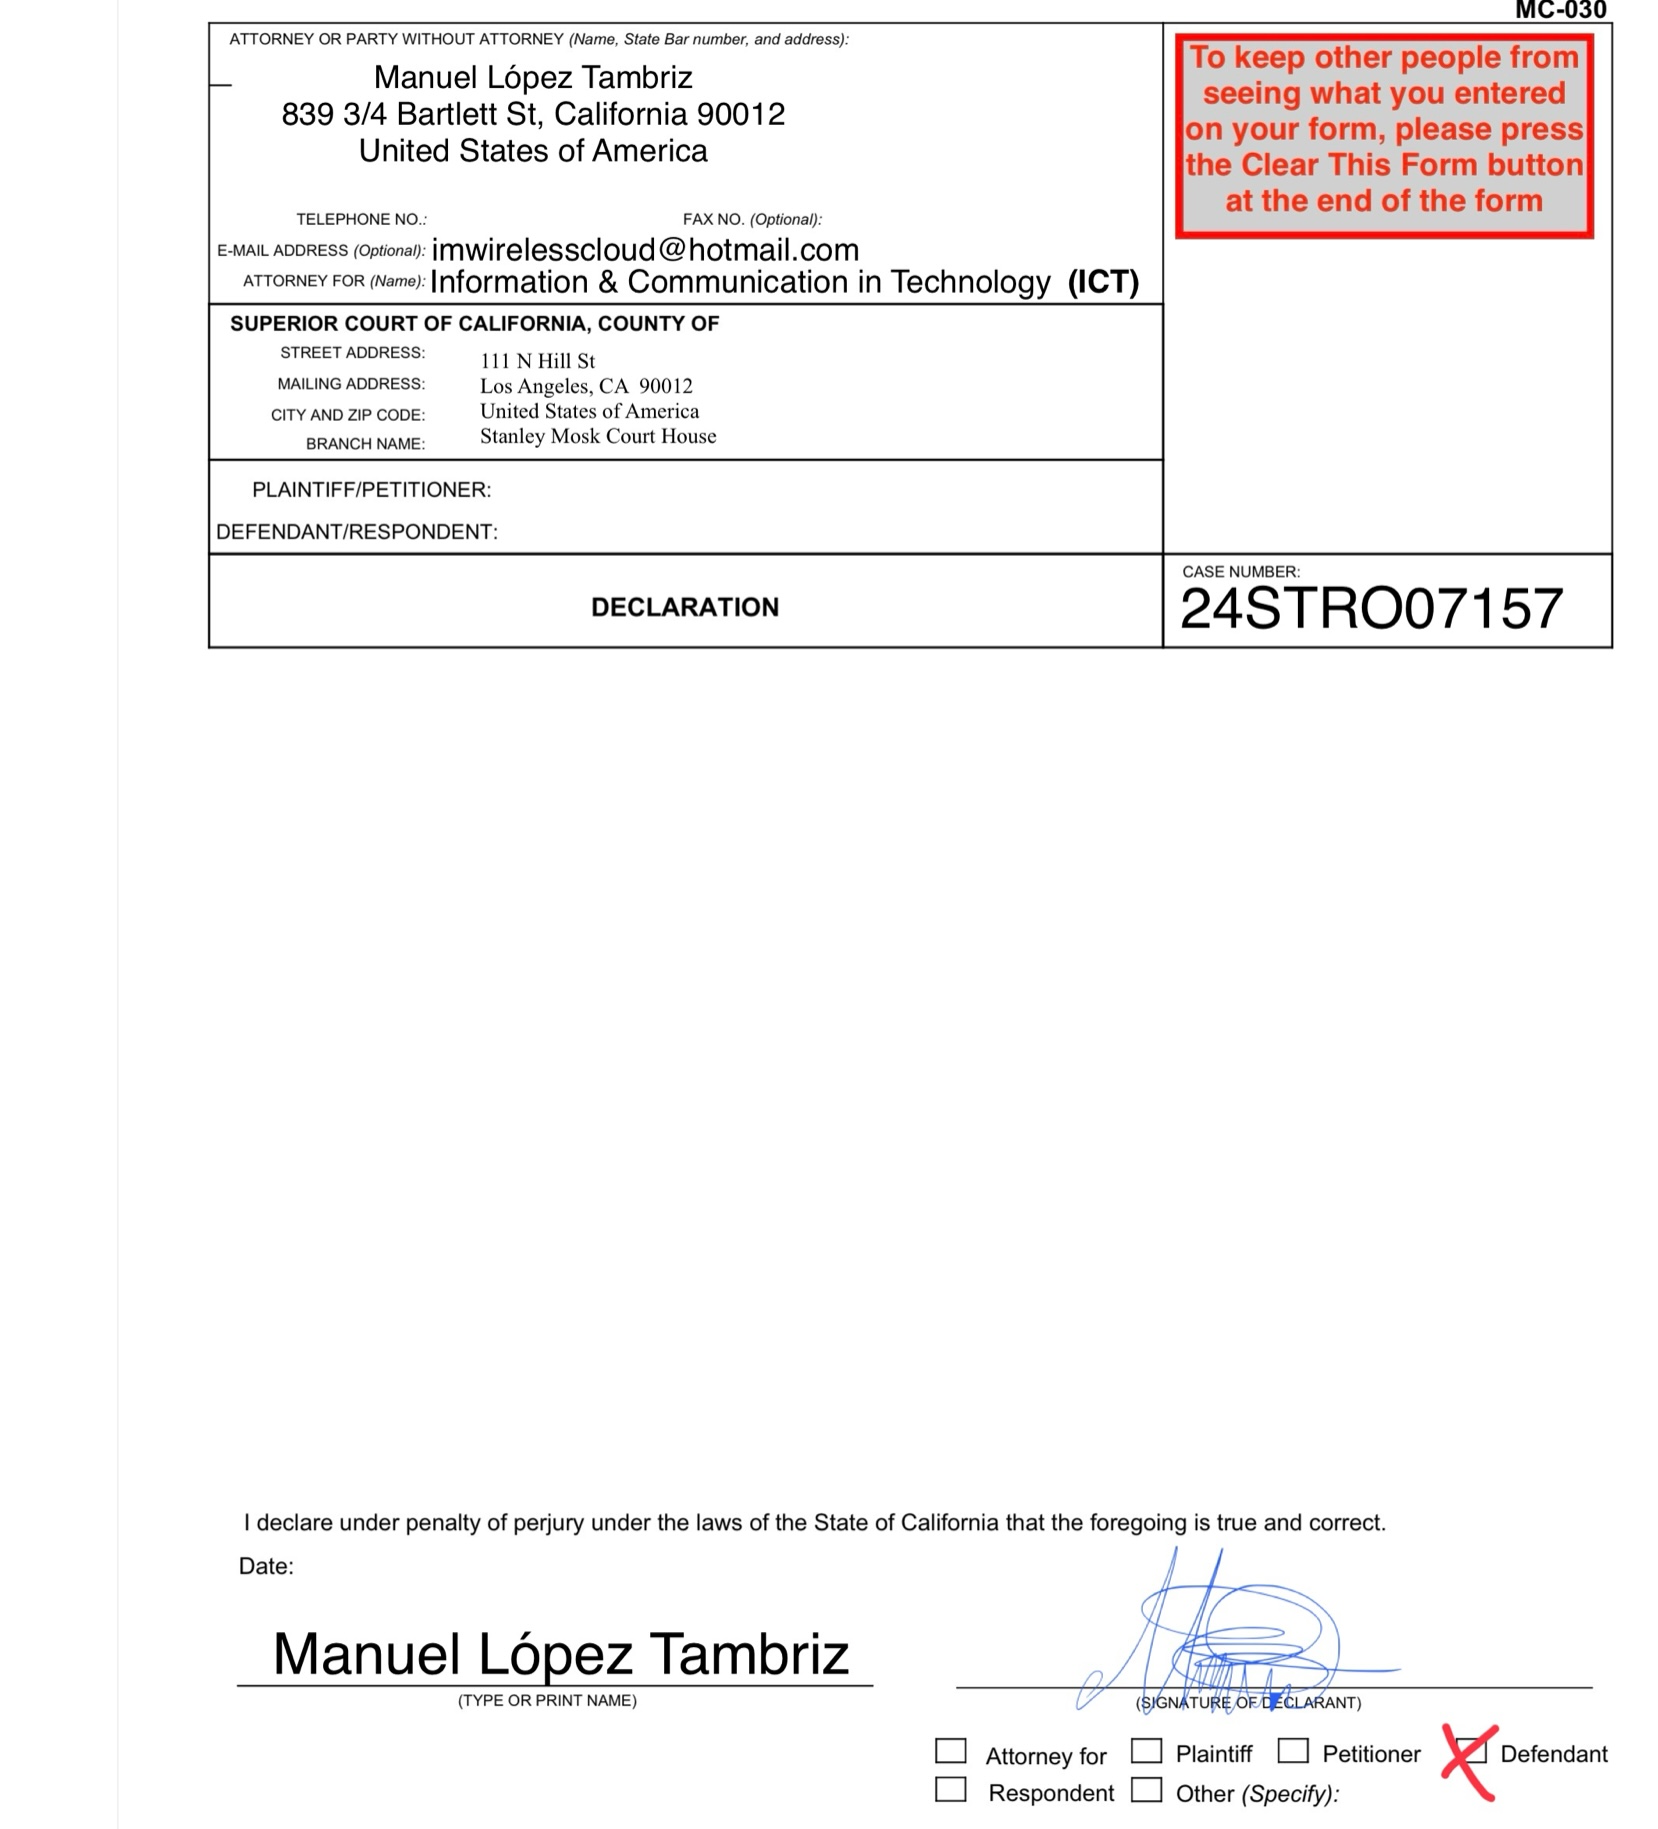 MC-030
ATTORNEY OR PARTY WITHOUT ATTORNEY (Name, State Bar number, and address):
Manuel López Tambriz
839 3/4 Bartlett St, California 90012
United States of America
TELEPHONE NO.: FAX NO. (Optional):
E-MAIL ADDRESS (Optional): imwirelesscloud@hotmail.com
ATTORNEY FOR (Name): Information & Communication in Technology (ICT)
To keep other people from
seeing what you entered
on your form, please press
the Clear This Form button
at the end of the form
SUPERIOR COURT OF CALIFORNIA, COUNTY OF
STREET ADDRESS: 111 N Hill St
MAILING ADDRESS: Los Angeles, CA 90012
CITY AND ZIP CODE: United States of America
BRANCH NAME: Stanley Mosk Court House
PLAINTIFF/PETITIONER:
DEFENDANT/RESPONDENT:
DECLARATION
CASE NUMBER:
24STRO07157
I declare under penalty of perjury under the laws of the State of California that the foregoing is true and correct.
Date:
Manuel López Tambriz
(TYPE OR PRINT NAME)
(SIGNATURE OF DECLARANT)
Attorney for Plaintiff Petitioner Defendant
Respondent Other (Specify):